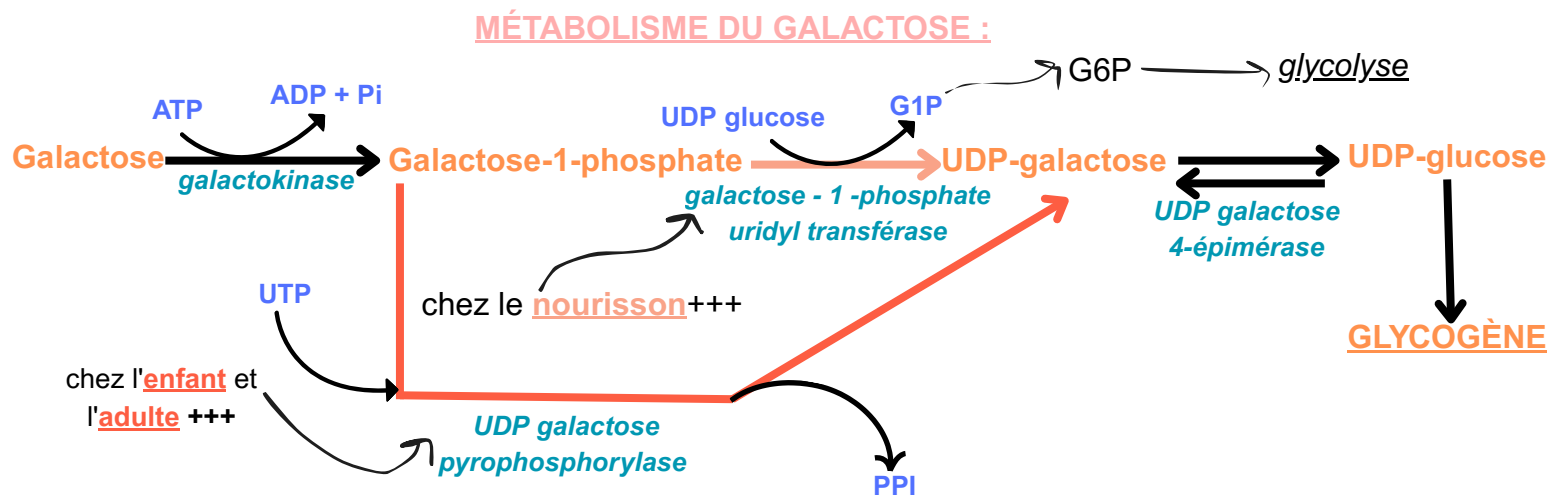 MÉTABOLISME DU GALACTOSE :
G6P
glycolyse
ATP
ADP + Pi
UDP glucose
G1P
Galactose
galactokinase
Galactose-1-phosphate
galactose - 1 -phosphate
uridyl transférase
UDP-galactose
UDP galactose
4-épimérase
UDP-glucose
chez le nourisson+++
UTP
GLYCOGÈNE
chez l'enfant et
l'adulte +++
UDP galactose
pyrophosphorylase
PPI